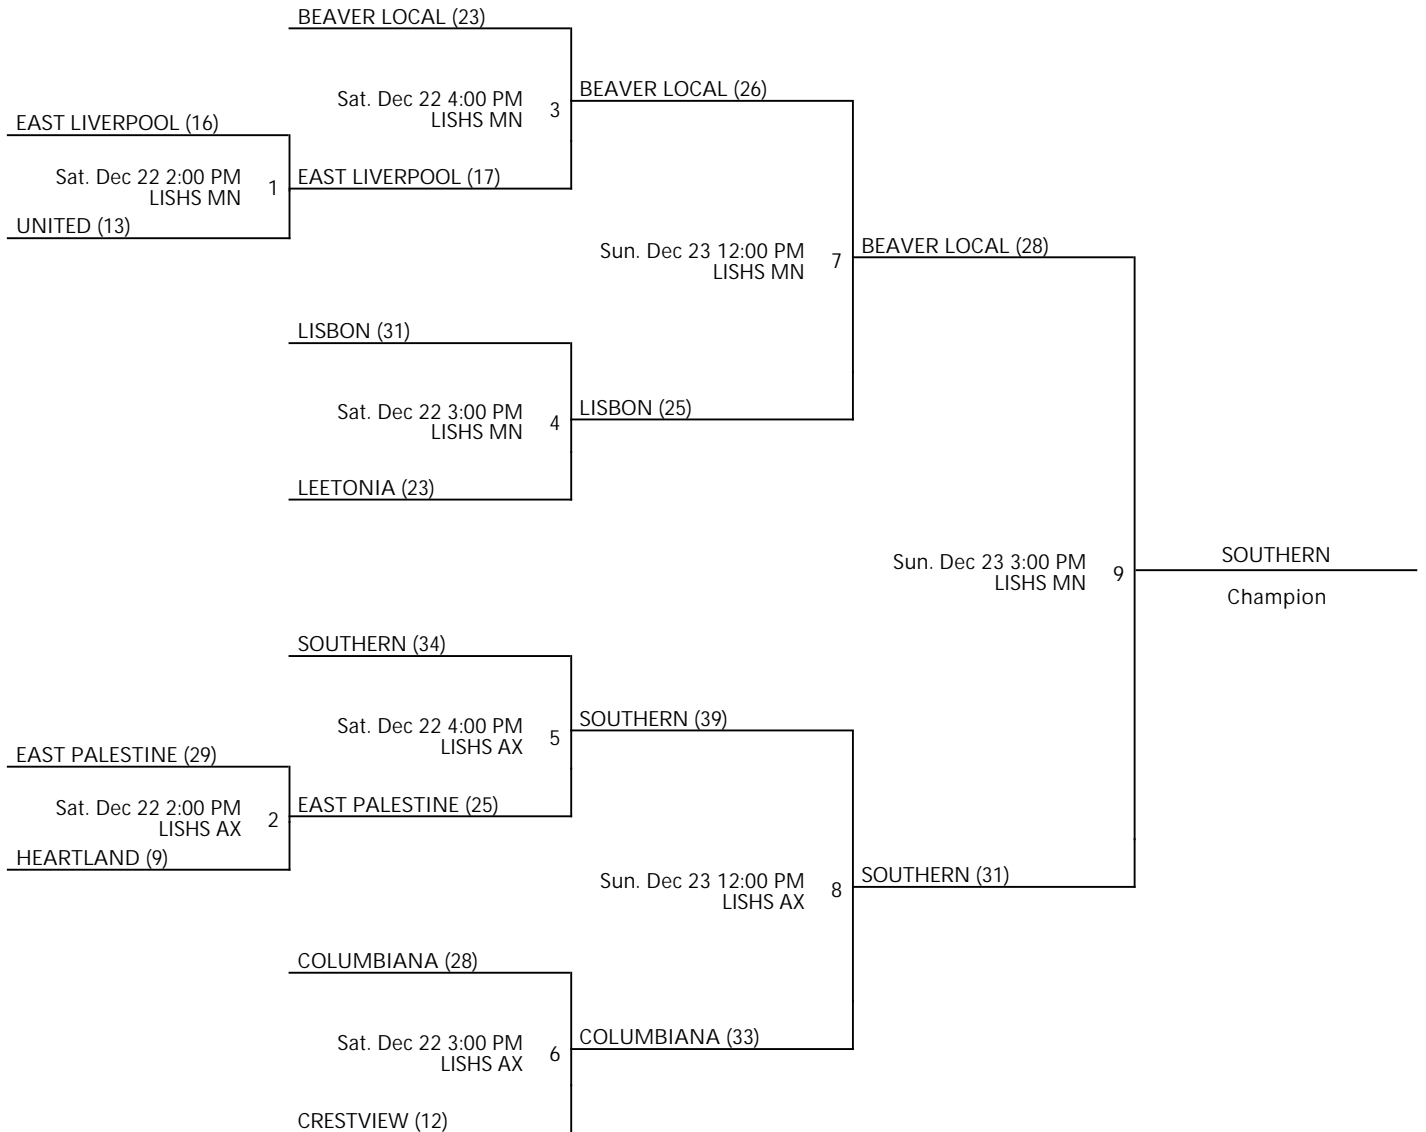 BEAVER LOCAL (23)
Sat. Dec 22 4:00 PM
LISHS MN
3
BEAVER LOCAL (26)
EAST LIVERPOOL (16)
Sat. Dec 22 2:00 PM
LISHS MN
1
EAST LIVERPOOL (17)
UNITED (13)
Sun. Dec 23 12:00 PM
LISHS MN
7
BEAVER LOCAL (28)
LISBON (31)
Sat. Dec 22 3:00 PM
LISHS MN
4
LISBON (25)
LEETONIA (23)
Sun. Dec 23 3:00 PM
LISHS MN
9
SOUTHERN
Champion
SOUTHERN (34)
Sat. Dec 22 4:00 PM
LISHS AX
5
SOUTHERN (39)
EAST PALESTINE (29)
Sat. Dec 22 2:00 PM
LISHS AX
2
EAST PALESTINE (25)
HEARTLAND (9)
Sun. Dec 23 12:00 PM
LISHS AX
8
SOUTHERN (31)
COLUMBIANA (28)
Sat. Dec 22 3:00 PM
LISHS AX
6
COLUMBIANA (33)
CRESTVIEW (12)